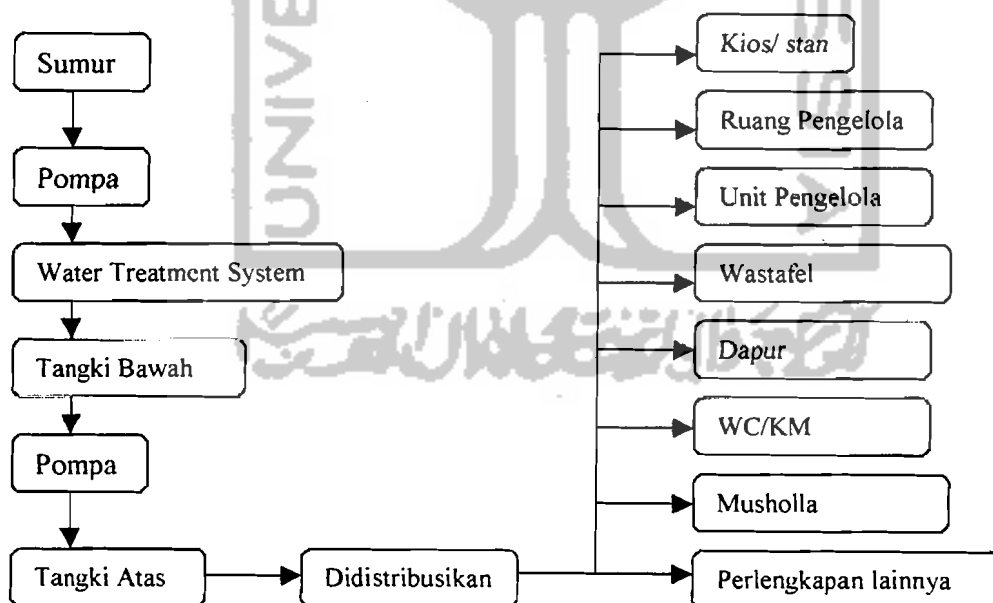 Sumur
Pompa
Water Treatment System
Tangki Bawah
Pompa
Tangki Atas
Didistribusikan
Kios/ stan
Ruang Pengelola
Unit Pengelola
Wastafel
Dapur
WC/KM
Musholla
Perlengkapan lainnya